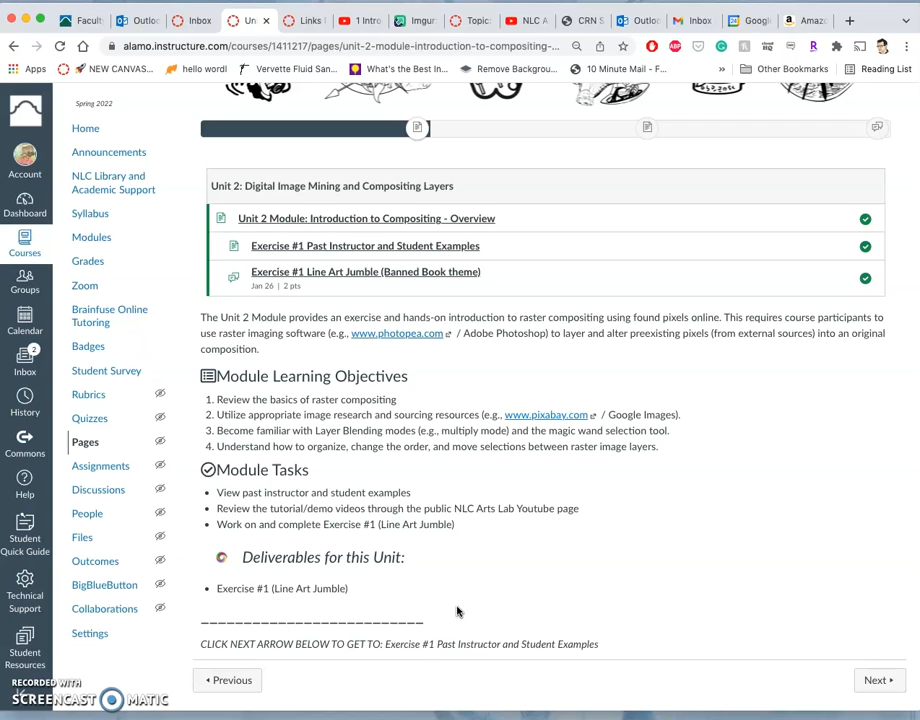 Facult
Outloo
Inbox
Un
Links
1 Intro
Imgur
Topic:
NLC A
CRN S
Outloo
Inbox
Google
Amazo
alamo.instructure.com/courses/1411217/pages/unit-2-module-introduction-to-compositing-...
Apps
NEW CANVAS...
hello word!
Vervette Fluid San...
What's the Best In...
Remove Backgrou...
10 Minute Mail - F...
»
Other Bookmarks
Reading List
Spring 2022
Account
Dashboard
Courses
Groups
Calendar
2
Inbox
History
Commons
Help
Student
Quick Guide
Technical
Support
Student
Resources
Home
Announcements
NLC Library and
Academic Support
Syllabus
Modules
Grades
Zoom
Brainfuse Online
Tutoring
Badges
Student Survey
Rubrics
Quizzes
Pages
Assignments
Discussions
People
Files
Outcomes
BigBlueButton
Collaborations
Settings
Unit 2: Digital Image Mining and Compositing Layers
Unit 2 Module: Introduction to Compositing - Overview
Exercise #1 Past Instructor and Student Examples
Exercise #1 Line Art Jumble (Banned Book theme)
Jan 26 | 2 pts
The Unit 2 Module provides an exercise and hands-on introduction to raster compositing using found pixels online. This requires course participants to
use raster imaging software (e.g., www.photopea.com / Adobe Photoshop) to layer and alter preexisting pixels (from external sources) into an original
composition.
Module Learning Objectives
1. Review the basics of raster compositing
2. Utilize appropriate image research and sourcing resources (e.g., www.pixabay.com / Google Images).
3. Become familiar with Layer Blending modes (e.g., multiply mode) and the magic wand selection tool.
4. Understand how to organize, change the order, and move selections between raster image layers.
Module Tasks
• View past instructor and student examples
• Review the tutorial/demo videos through the public NLC Arts Lab Youtube page
• Work on and complete Exercise #1 (Line Art Jumble)
Deliverables for this Unit:
• Exercise #1 (Line Art Jumble)
__________________________
CLICK NEXT ARROW BELOW TO GET TO: Exercise #1 Past Instructor and Student Examples
Previous
Next
RECORDED WITH
SCREENCAST MATIC